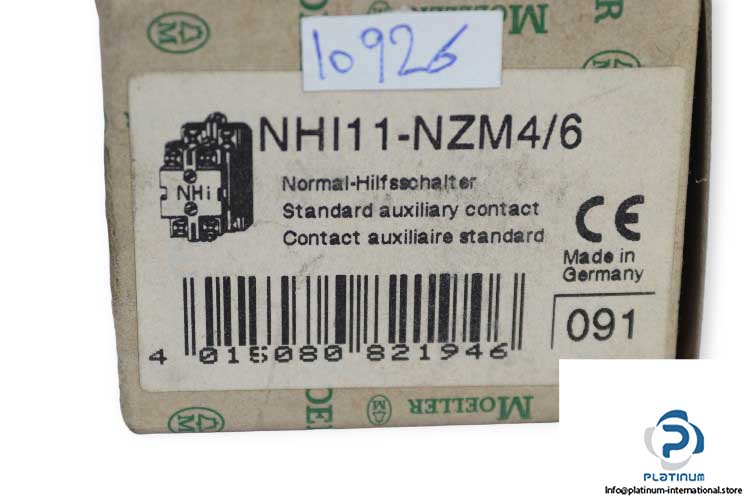 MOELLER
10926
NHI11-NZM4/6
NHi
Normal-Hilfsschalter
Standard auxiliary contact
Contact auxiliaire standard
CE
Made in
Germany
091
4 015080 821946
MOELLER
PLATINUM
Info@platinum-international.store